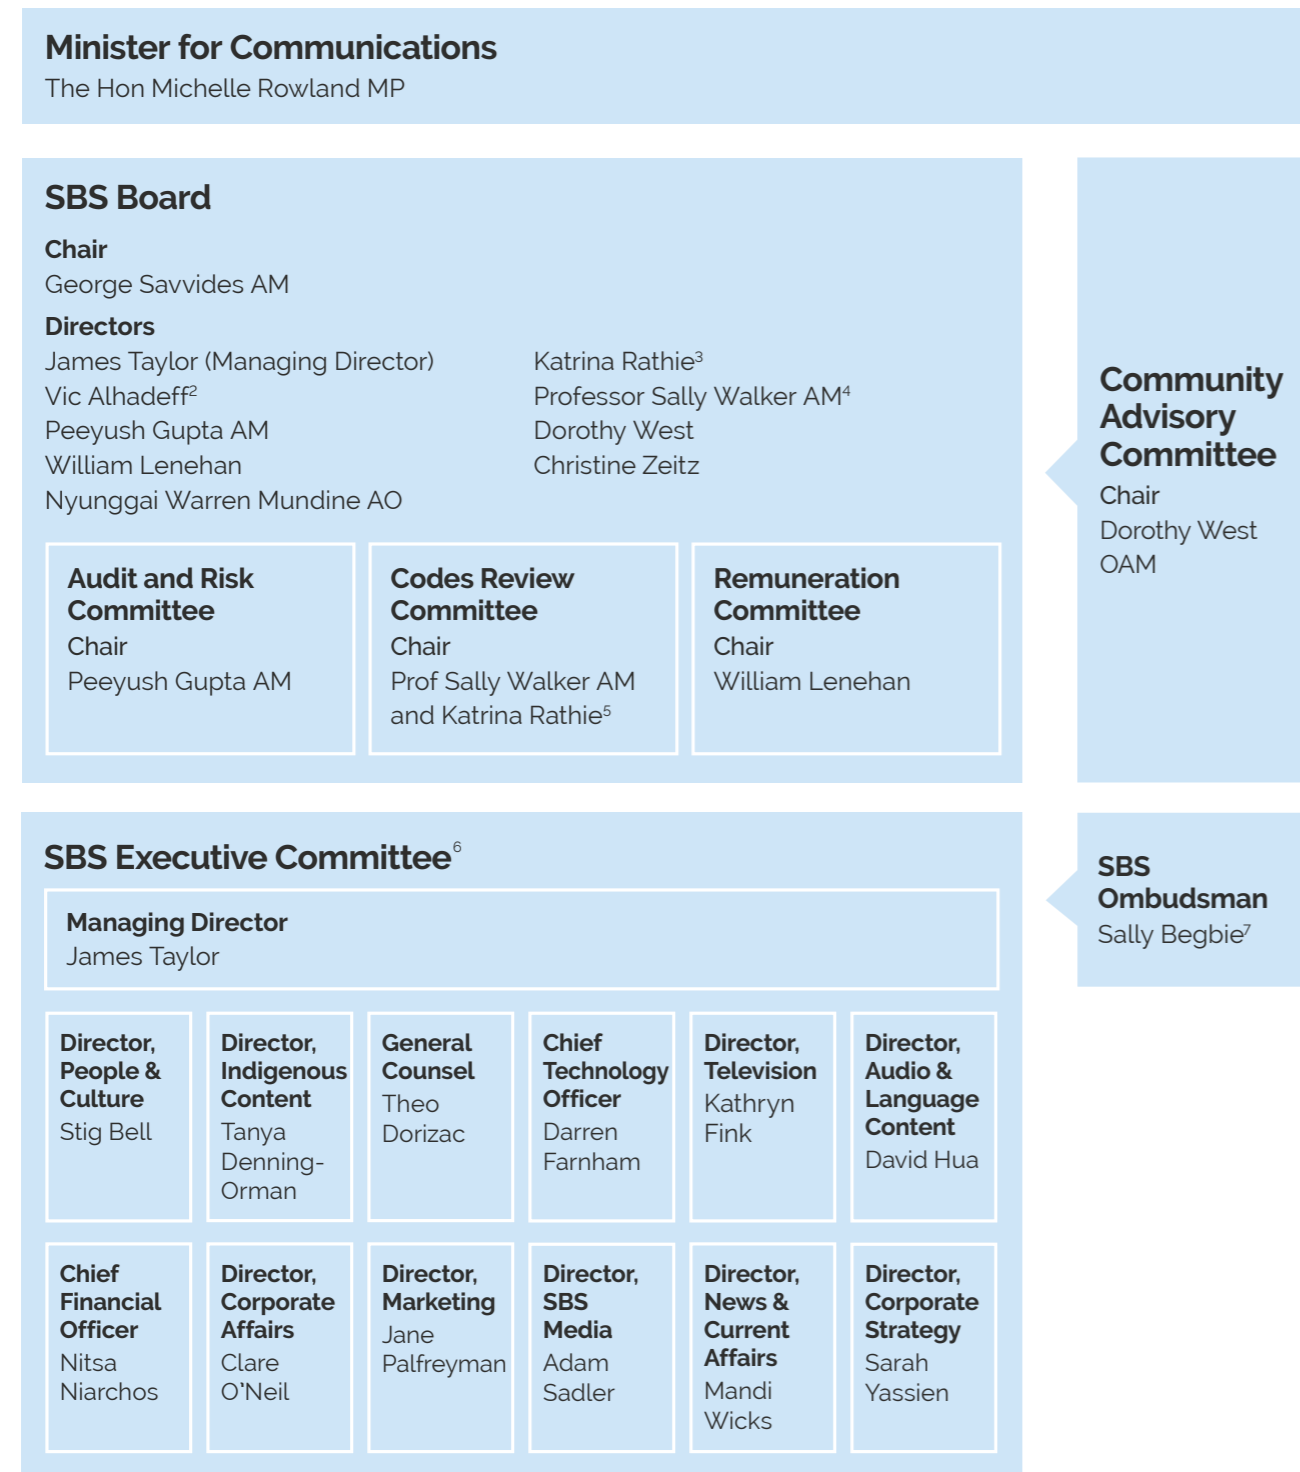 Minister for Communications
The Hon Michelle Rowland MP
SBS Board
Chair
George Savvides AM
Directors
James Taylor (Managing Director)
Vic Alhadeff²
Peeyush Gupta AM
William Lenehan
Nyunggai Warren Mundine AO
Katrina Rathie³
Professor Sally Walker AM⁴
Dorothy West
Christine Zeitz
Audit and Risk
Committee
Chair
Peeyush Gupta AM
Codes Review
Committee
Chair
Prof Sally Walker AM
and Katrina Rathie⁵
Remuneration
Committee
Chair
William Lenehan
Community
Advisory
Committee
Chair
Dorothy West
OAM
SBS Executive Committee⁶
Managing Director
James Taylor
Director,
People &
Culture
Stig Bell
Director,
Indigenous
Content
Tanya
Denning-
Orman
General
Counsel
Theo
Dorizac
Chief
Technology
Officer
Darren
Farnham
Director,
Television
Kathryn
Fink
Director,
Audio &
Language
Content
David Hua
Chief
Financial
Officer
Nitsa
Niarchos
Director,
Corporate
Affairs
Clare
O'Neil
Director,
Marketing
Jane
Palfreyman
Director,
SBS
Media
Adam
Sadler
Director,
News &
Current
Affairs
Mandi
Wicks
Director,
Corporate
Strategy
Sarah
Yassien
SBS
Ombudsman
Sally Begbie⁷